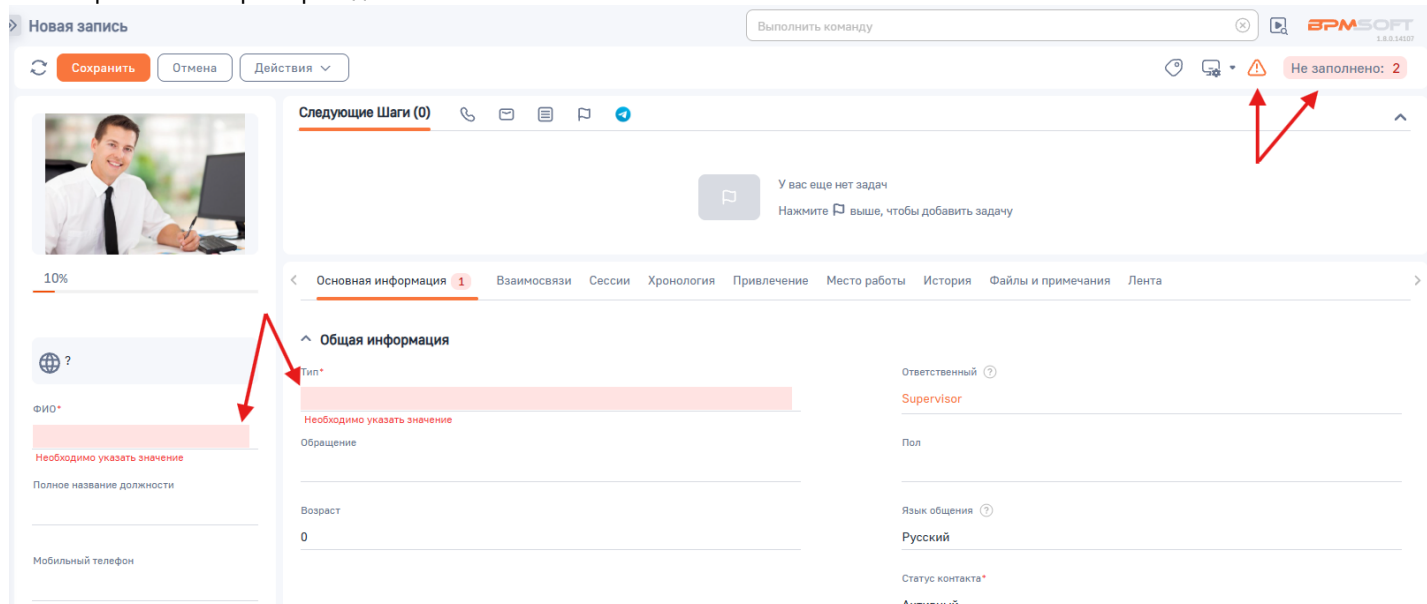 Новая запись
Выполнить команду
BPMSOFT
1.8.0.14107
Сохранить
Отмена
Действия
Не заполнено: 2
Следующие Шаги (0)
У вас еще нет задач
Нажмите выше, чтобы добавить задачу
10%
Основная информация 1 Взаимосвязи Сессии Хронология Привлечение Место работы История Файлы и примечания Лента
Общая информация
?
Тип*
Необходимо указать значение
Ответственный ?
Supervisor
ФИО*
Необходимо указать значение
Обращение
Пол
Полное название должности
Возраст
0
Язык общения ?
Русский
Мобильный телефон
Статус контакта*